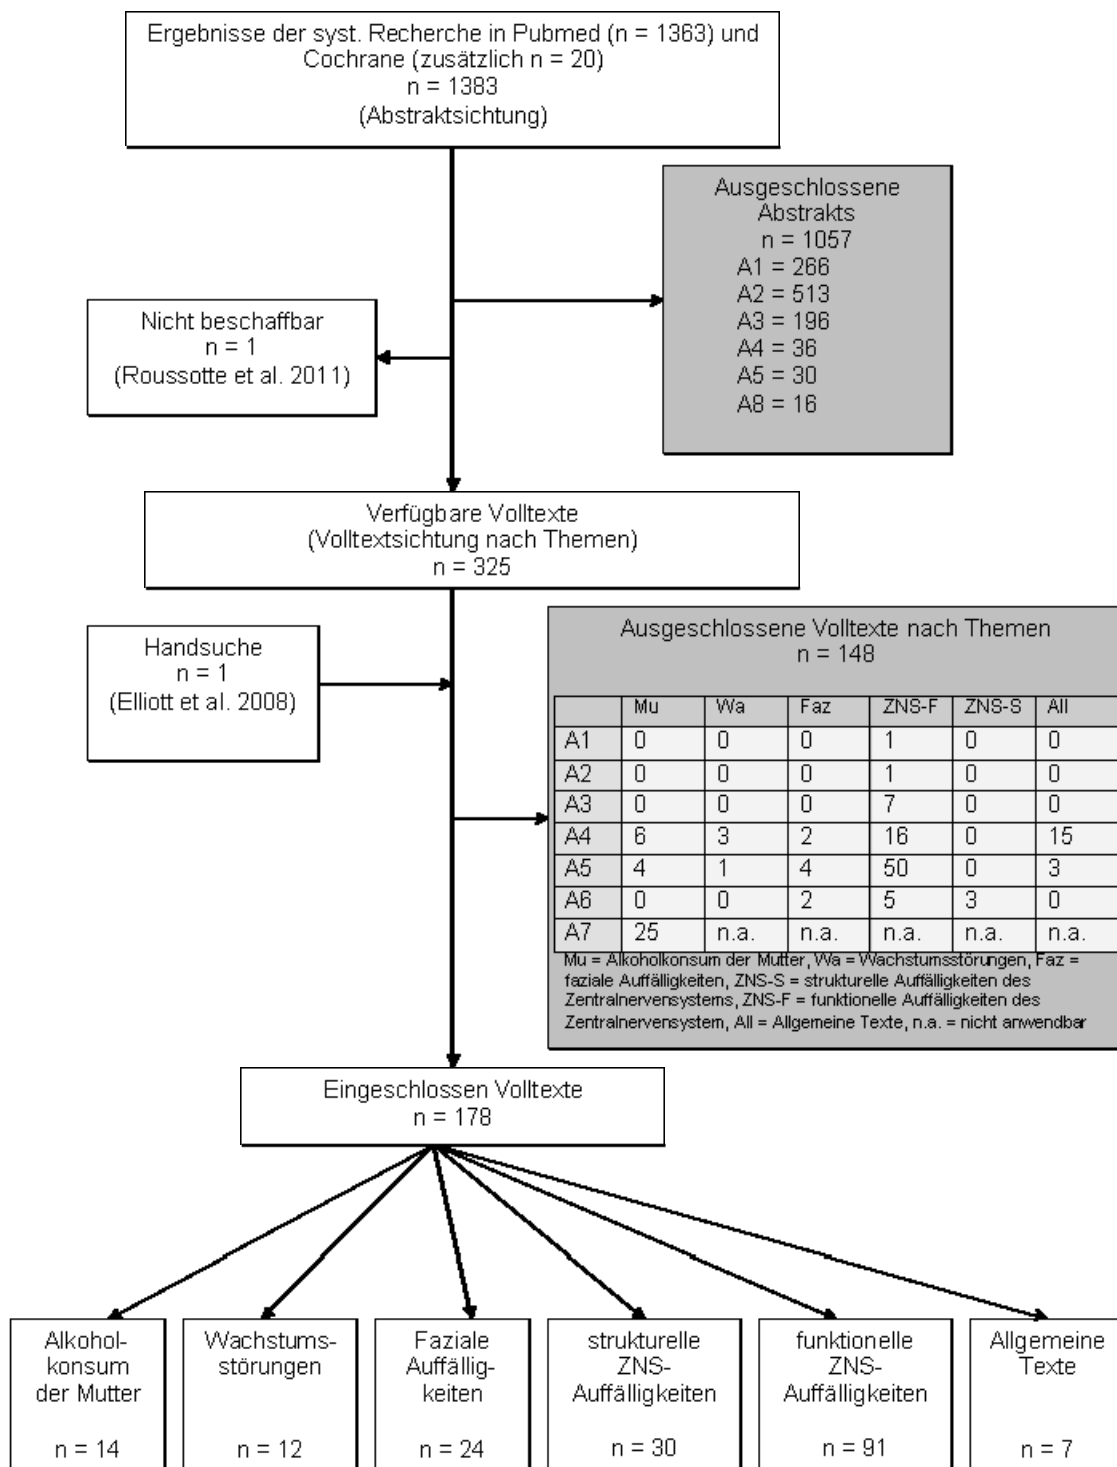 Ergebnisse der syst. Recherche in Pubmed (n = 1363) und
Cochrane (zusätzlich n = 20)
n = 1383
(Abstraktsichtung)
Ausgeschlossene
Abstrakts
n = 1057
A1 = 266
A2 = 513
A3 = 196
A4 = 36
A5 = 30
A8 = 16
Nicht beschaffbar
n = 1
(Roussotte et al. 2011)
Verfügbare Volltexte
(Volltextsichtung nach Themen)
n = 325
Handsuche
n = 1
(Elliott et al. 2008)
Ausgeschlossene Volltexte nach Themen
n = 148
Mu Wa Faz ZNS-F ZNS-S All
A1 0 0 0 1 0 0
A2 0 0 0 1 0 0
A3 0 0 0 7 0 0
A4 6 3 2 16 0 15
A5 4 1 4 50 0 3
A6 0 0 2 5 3 0
A7 25 n.a. n.a. n.a. n.a. n.a.
Mu = Alkoholkonsum der Mutter, Wa = Wachstumsstörungen, Faz =
faziale Auffälligkeiten, ZNS-S = strukturelle Auffälligkeiten des
Zentralnervensystems, ZNS-F = funktionelle Auffälligkeiten des
Zentralnervensystem, All = Allgemeine Texte, n.a. = nicht anwendbar
Eingeschlossen Volltexte
n = 178
Alkohol-
konsum
der Mutter
n = 14
Wachstums-
störungen
n = 12
Faziale
Auffällig-
keiten
n = 24
strukturelle
ZNS-
Auffälligkeiten
n = 30
funktionelle
ZNS-
Auffälligkeiten
n = 91
Allgemeine
Texte
n = 7